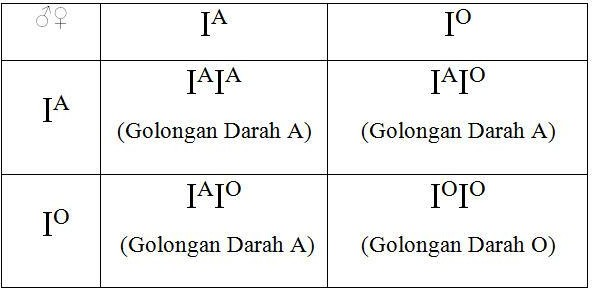 ♂♀ Iᴬ Iᴼ
Iᴬ IᴬIᴬ IᴬIᴼ
(Golongan Darah A) (Golongan Darah A)
Iᴼ IᴬIᴼ IᴼIᴼ
(Golongan Darah A) (Golongan Darah O)